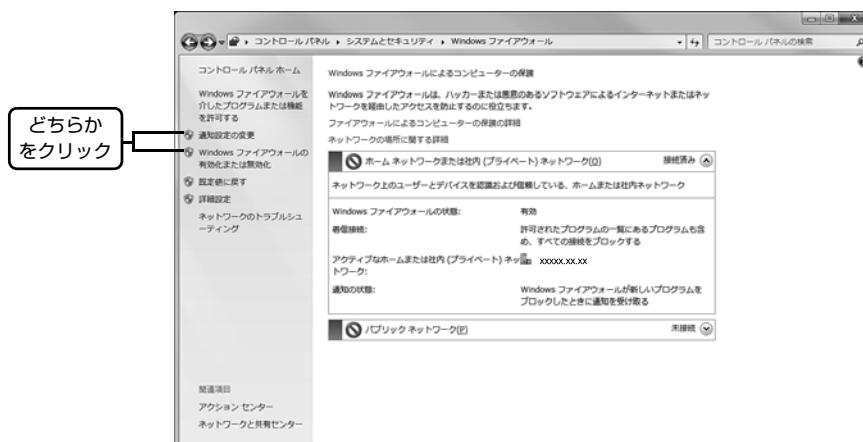 コントロール パネル ▸ システムとセキュリティ ▸ Windows ファイアウォール
コントロール パネルの検索
どちらか
をクリック
コントロール パネル ホーム
Windows ファイアウォールを
介したプログラムまたは機能
を許可する
通知設定の変更
Windows ファイアウォールの
有効化または無効化
既定値に戻す
詳細設定
ネットワークのトラブルシュ
ーティング
関連項目
アクション センター
ネットワークと共有センター
Windows ファイアウォールによるコンピューターの保護
Windows ファイアウォールは、ハッカーまたは悪意のあるソフトウェアによるインターネットまたはネッ
トワークを経由したアクセスを防止するのに役立ちます。
ファイアウォールによるコンピューターの保護の詳細
ネットワークの場所に関する詳細
ホーム ネットワークまたは社内 (プライベート) ネットワーク(O) 接続済み
ネットワーク上のユーザーとデバイスを認識および信頼している、ホームまたは社内ネットワーク
Windows ファイアウォールの状態: 有効
着信接続: 許可されたプログラムの一覧にあるプログラムも含
め、すべての接続をブロックする
アクティブなホームまたは社内 (プライベート) ネッ xxxxx.xx.xx
トワーク:
通知の状態: Windows ファイアウォールが新しいプログラムを
ブロックしたときに通知を受け取る
パブリック ネットワーク(P) 未接続